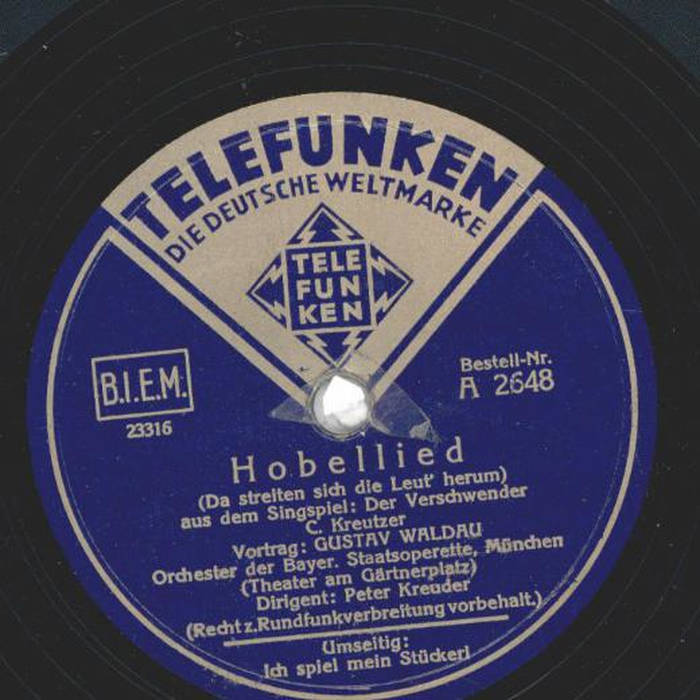 TELEFUNKEN
DIE DEUTSCHE WELTMARKE
TELE
FUN
KEN
B.I.E.M.
23316
Bestell-Nr.
A 2648
Hobellied
(Da streiten sich die Leut' herum)
aus dem Singspiel: Der Verschwender
C. Kreutzer
Vortrag: GUSTAV WALDAU
Orchester der Bayer. Staatsoperette, München
(Theater am Gärtnerplatz)
Dirigent: Peter Kreuder
(Recht z. Rundfunkverbreitung vorbehalt.)
Umseitig:
Ich spiel mein Stückerl